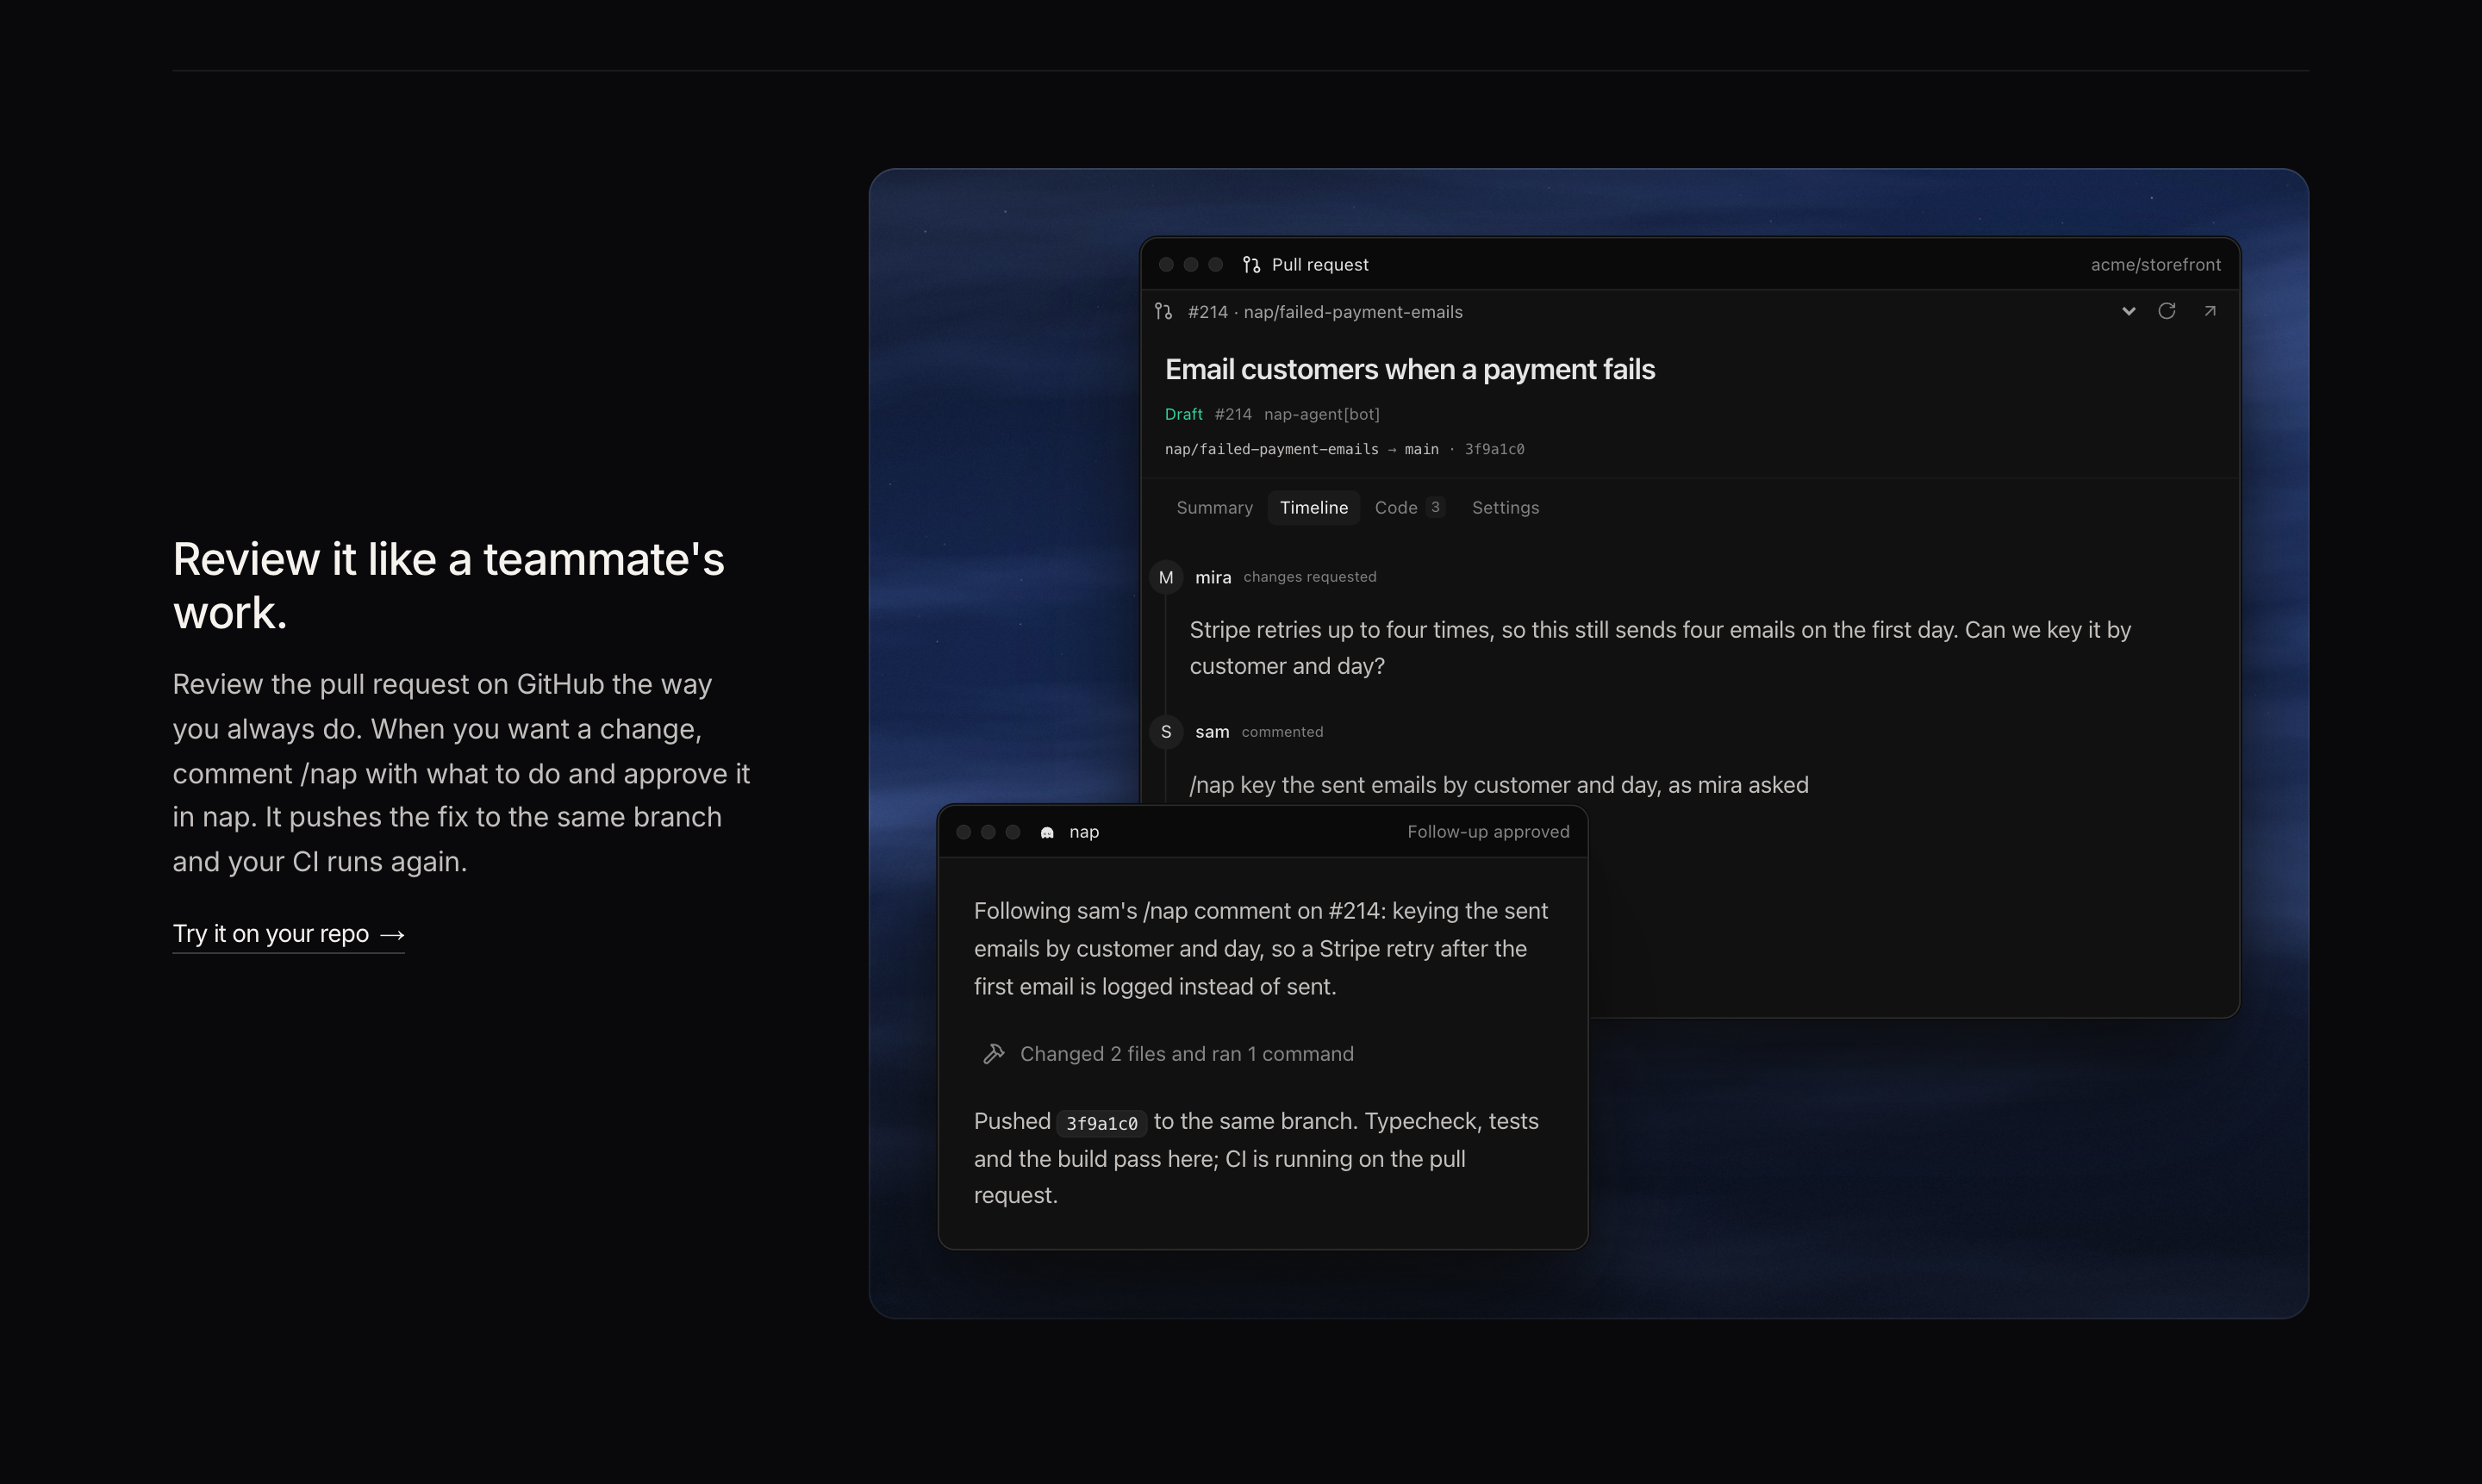 Review it like a teammate's
work.
Review the pull request on GitHub the way
you always do. When you want a change,
comment /nap with what to do and approve it
in nap. It pushes the fix to the same branch
and your CI runs again.
Try it on your repo →
Pull request
acme/storefront
#214 · nap/failed-payment-emails
Email customers when a payment fails
Draft #214 nap-agent[bot]
nap/failed-payment-emails → main · 3f9a1c0
Summary Timeline Code 3 Settings
M mira changes requested
Stripe retries up to four times, so this still sends four emails on the first day. Can we key it by
customer and day?
S sam commented
/nap key the sent emails by customer and day, as mira asked
nap
Follow-up approved
Following sam's /nap comment on #214: keying the sent
emails by customer and day, so a Stripe retry after the
first email is logged instead of sent.
Changed 2 files and ran 1 command
Pushed 3f9a1c0 to the same branch. Typecheck, tests
and the build pass here; CI is running on the pull
request.